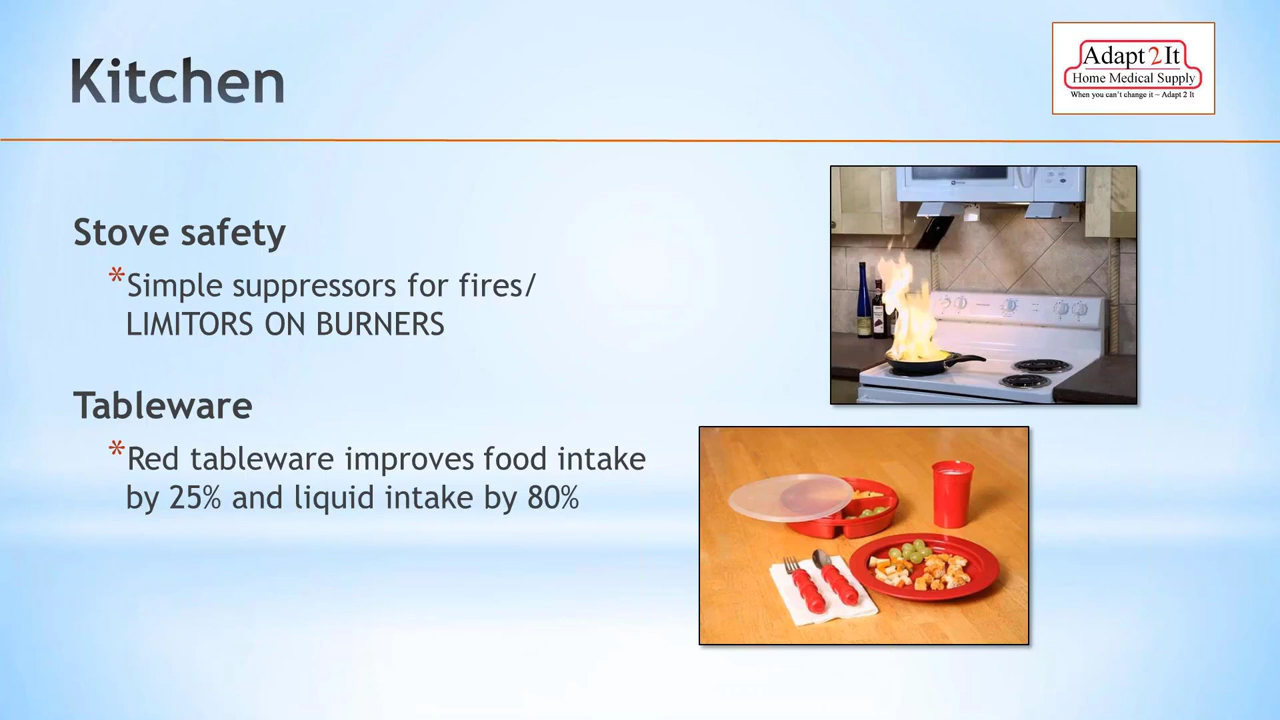 Kitchen
Adapt 2 It
Home Medical Supply
When you can't change it ~ Adapt 2 It
Stove safety
*Simple suppressors for fires/
LIMITORS ON BURNERS
Tableware
*Red tableware improves food intake
by 25% and liquid intake by 80%